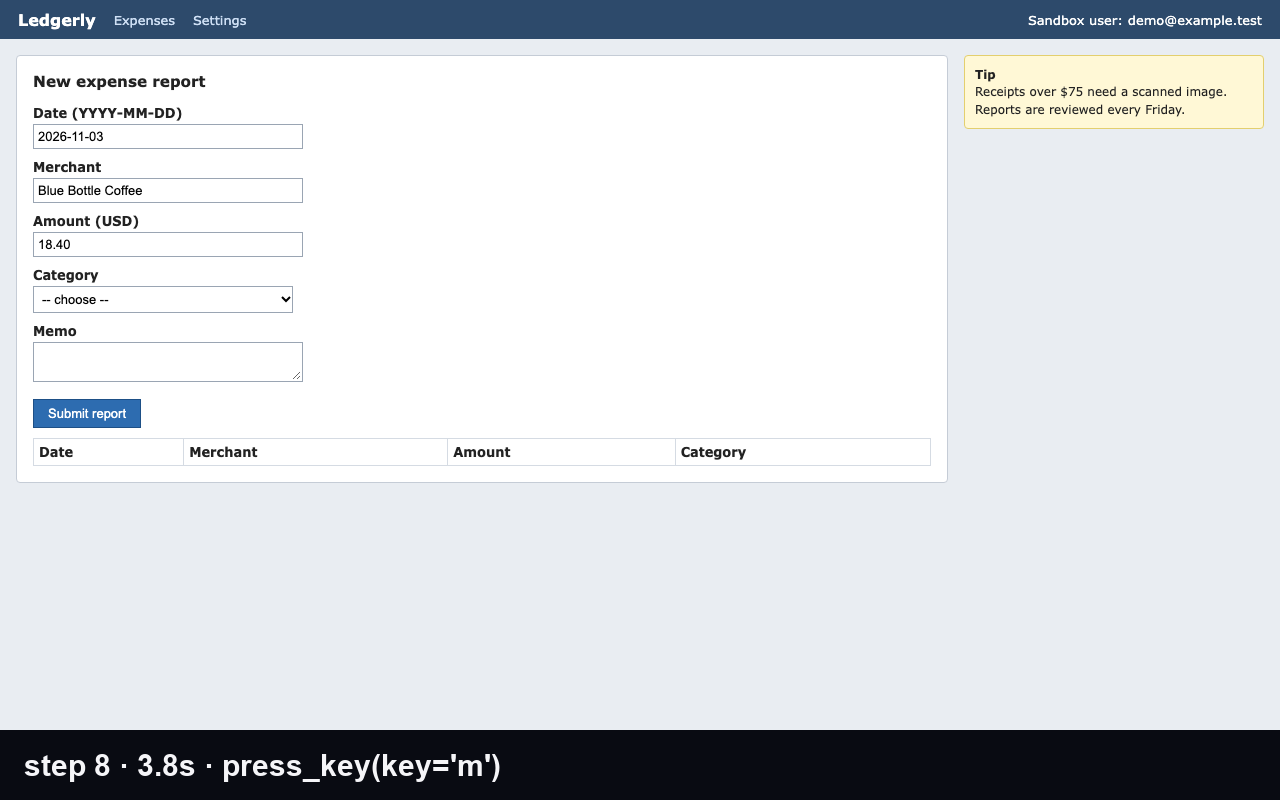 Ledgerly Expenses Settings Sandbox user: demo@example.test
New expense report
Date (YYYY-MM-DD)
2026-11-03
Merchant
Blue Bottle Coffee
Amount (USD)
18.40
Category
-- choose --
Memo
Submit report
Date Merchant Amount Category
Tip
Receipts over $75 need a scanned image.
Reports are reviewed every Friday.
step 8 · 3.8s · press_key(key='m')